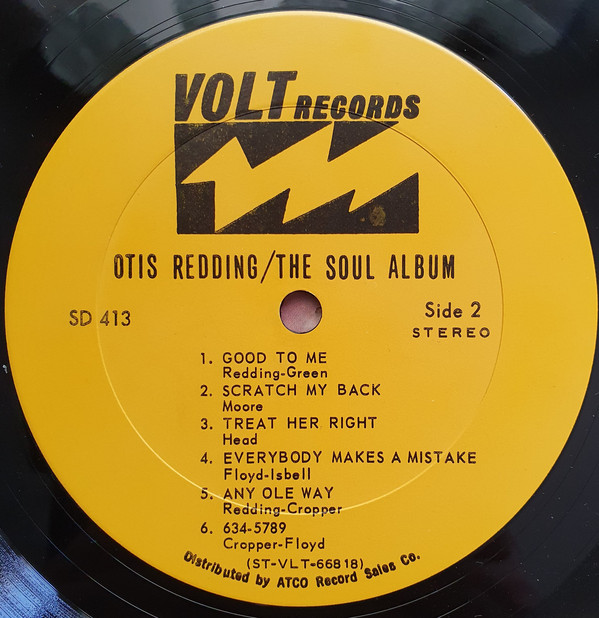 VOLT RECORDS
OTIS REDDING/THE SOUL ALBUM
SD 413
Side 2
STEREO
1. GOOD TO ME
Redding-Green
2. SCRATCH MY BACK
Moore
3. TREAT HER RIGHT
Head
4. EVERYBODY MAKES A MISTAKE
Floyd-Isbell
5. ANY OLE WAY
Redding-Cropper
6. 634-5789
Cropper-Floyd
(ST-VLT-66818)
Distributed by ATCO Record Sales Co.